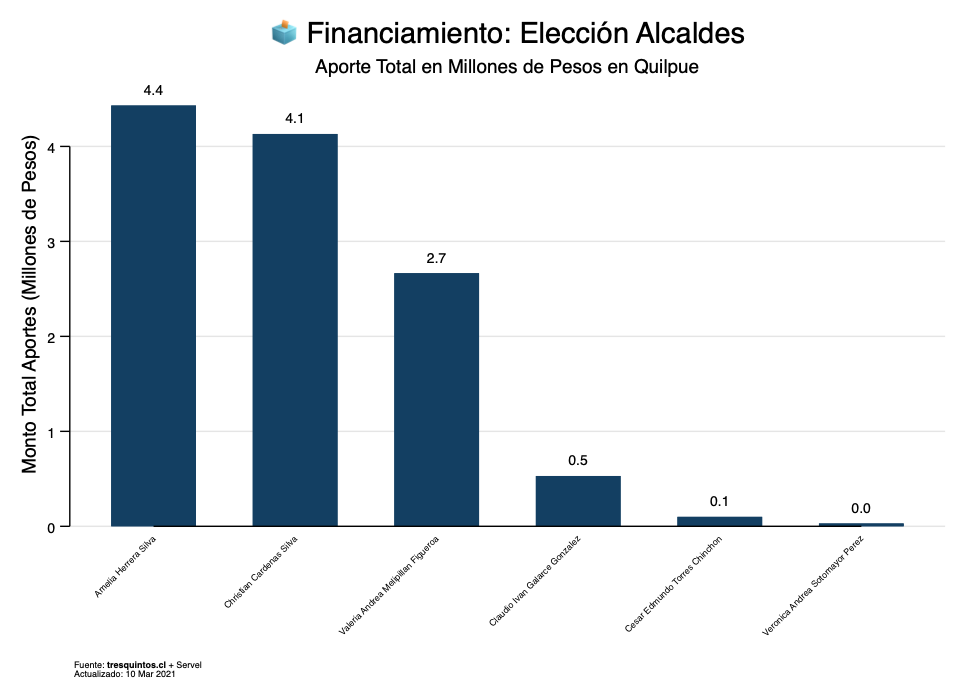 🗳️ Financiamiento: Elección Alcaldes
Aporte Total en Millones de Pesos en Quilpue
Monto Total Aportes (Millones de Pesos)
4
3
2
1
0
4.4
4.1
2.7
0.5
0.1
0.0
Amelia Herrera Silva
Christian Cardenas Silva
Valeria Andrea Melipillan Figueroa
Claudio Ivan Galarce Gonzalez
Cesar Edmundo Torres Chinchon
Veronica Andrea Sotomayor Perez
Fuente: tresquintos.cl + Servel
Actualizado: 10 Mar 2021